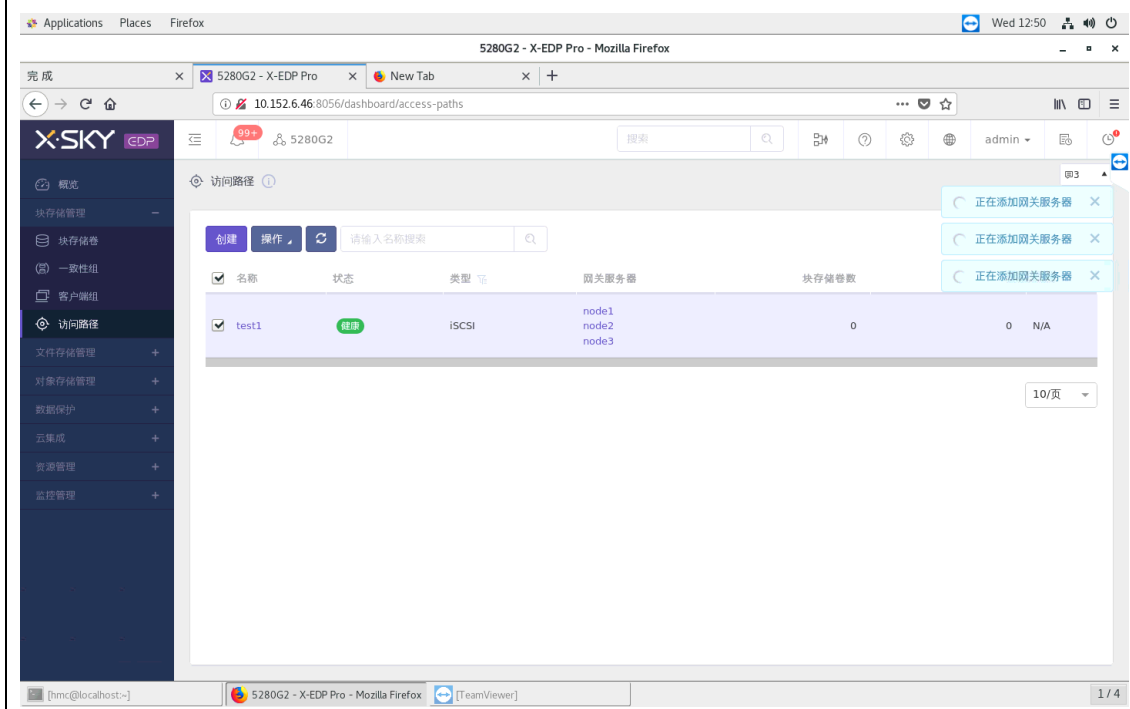 Applications Places Firefox Wed 12:50
5280G2 - X-EDP Pro - Mozilla Firefox
完成 5280G2 - X-EDP Pro New Tab
10.152.6.46:8056/dashboard/access-paths
X·SKY EDP 99+ 5280G2 搜索 admin
概览
块存储管理
块存储卷
一致性组
客户端组
访问路径
文件存储管理
对象存储管理
数据保护
云集成
资源管理
监控管理
访问路径
3
正在添加网关服务器
正在添加网关服务器
正在添加网关服务器
创建 操作 请输入名称搜索
名称 状态 类型 网关服务器 块存储卷数
test1 健康 iSCSI node1 0 0 N/A
node2
node3
10/页
[hmc@localhost:~] 5280G2 - X-EDP Pro - Mozilla Firefox [TeamViewer] 1 / 4